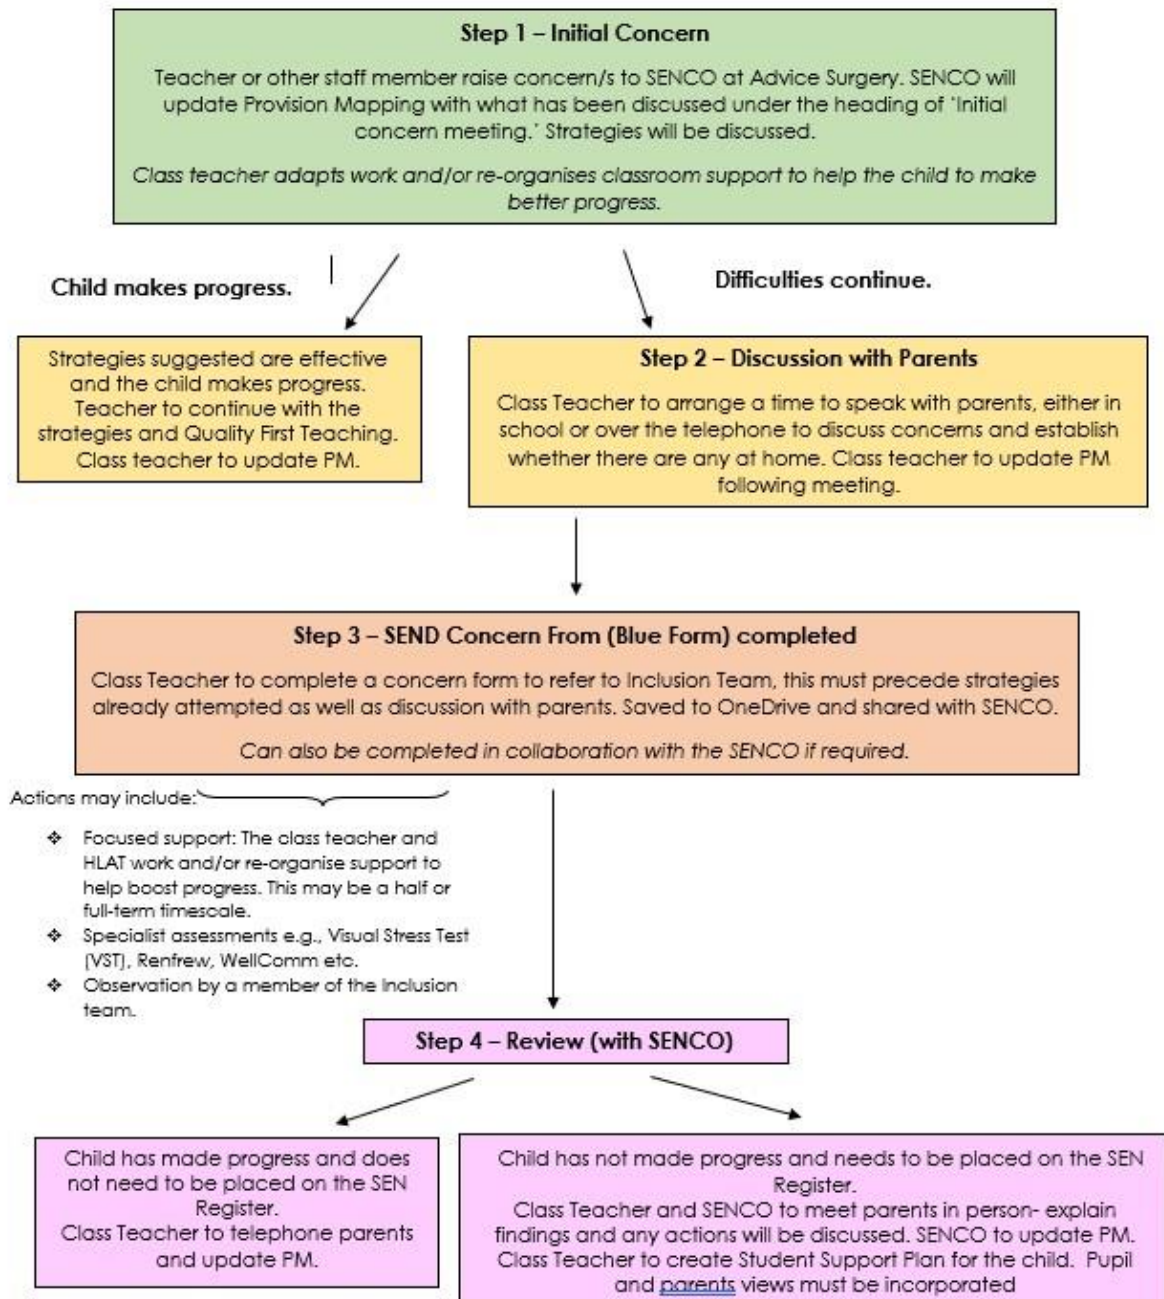 Step 1 – Initial Concern
Teacher or other staff member raise concern/s to SENCO at Advice Surgery. SENCO will
update Provision Mapping with what has been discussed under the heading of ‘Initial
concern meeting.’ Strategies will be discussed.
Class teacher adapts work and/or re-organises classroom support to help the child to make
better progress.
Child makes progress.
Difficulties continue.
Strategies suggested are effective
and the child makes progress.
Teacher to continue with the
strategies and Quality First Teaching.
Class teacher to update PM.
Step 2 – Discussion with Parents
Class Teacher to arrange a time to speak with parents, either in
school or over the telephone to discuss concerns and establish
whether there are any at home. Class teacher to update PM
following meeting.
Step 3 – SEND Concern From (Blue Form) completed
Class Teacher to complete a concern form to refer to Inclusion Team, this must precede strategies
already attempted as well as discussion with parents. Saved to OneDrive and shared with SENCO.
Can also be completed in collaboration with the SENCO if required.
Actions may include:
❖ Focused support: The class teacher and
HLAT work and/or re-organise support to
help boost progress. This may be a half or
full-term timescale.
❖ Specialist assessments e.g., Visual Stress Test
(VST), Renfrew, WellComm etc.
❖ Observation by a member of the Inclusion
team.
Step 4 – Review (with SENCO)
Child has made progress and does
not need to be placed on the SEN
Register.
Class Teacher to telephone parents
and update PM.
Child has not made progress and needs to be placed on the SEN
Register.
Class Teacher and SENCO to meet parents in person- explain
findings and any actions will be discussed. SENCO to update PM.
Class Teacher to create Student Support Plan for the child. Pupil
and parents views must be incorporated